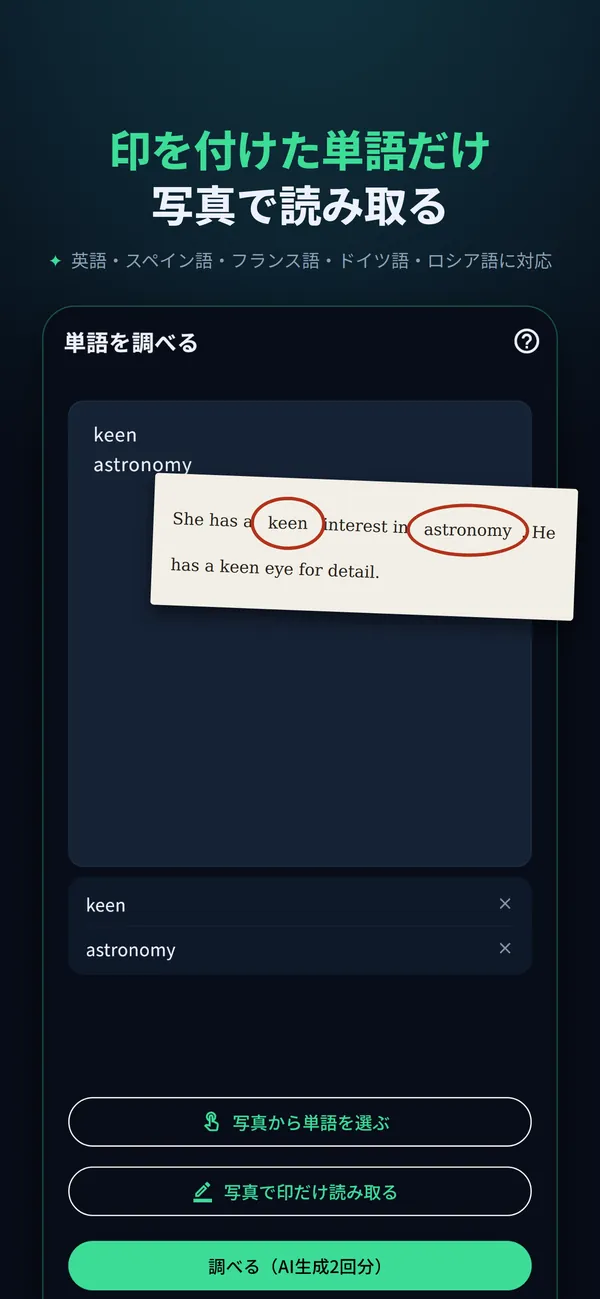 印を付けた単語だけ
写真で読み取る
✦ 英語・スペイン語・フランス語・ドイツ語・ロシア語に対応
単語を調べる
keen
astronomy
She has a keen interest in astronomy . He
has a keen eye for detail.
keen
astronomy
写真から単語を選ぶ
写真で印だけ読み取る
調べる（AI生成2回分）